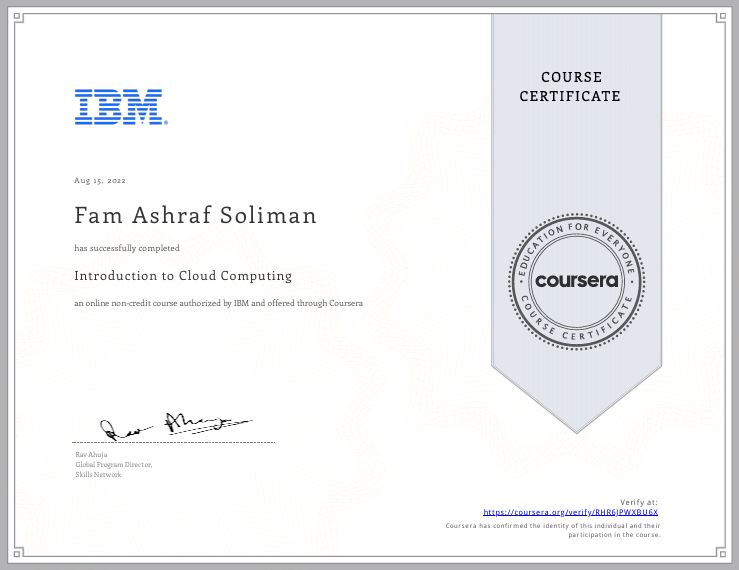 COURSE
CERTIFICATE
IBM®
Aug 15, 2022
Fam Ashraf Soliman
has successfully completed
Introduction to Cloud Computing
an online non-credit course authorized by IBM and offered through Coursera
EDUCATION FOR EVERYONE
coursera
COURSE CERTIFICATE
Rav Ahuja
Global Program Director,
Skills Network
Verify at:
https://coursera.org/verify/RHR6JPWXBU6X
Coursera has confirmed the identity of this individual and their
participation in the course.